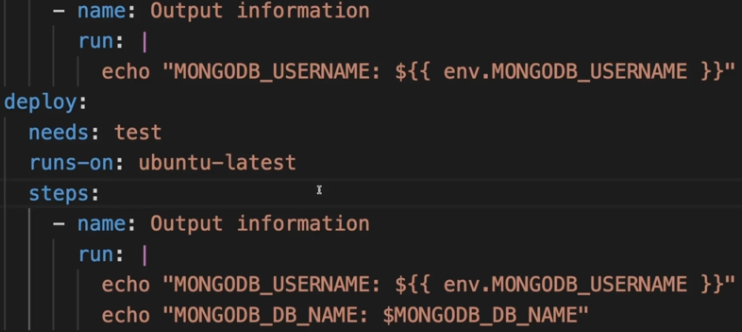 - name: Output information
run: |
echo "MONGODB_USERNAME: ${{ env.MONGODB_USERNAME }}"
deploy:
needs: test
runs-on: ubuntu-latest
steps:
- name: Output information
run: |
echo "MONGODB_USERNAME: ${{ env.MONGODB_USERNAME }}"
echo "MONGODB_DB_NAME: $MONGODB_DB_NAME"